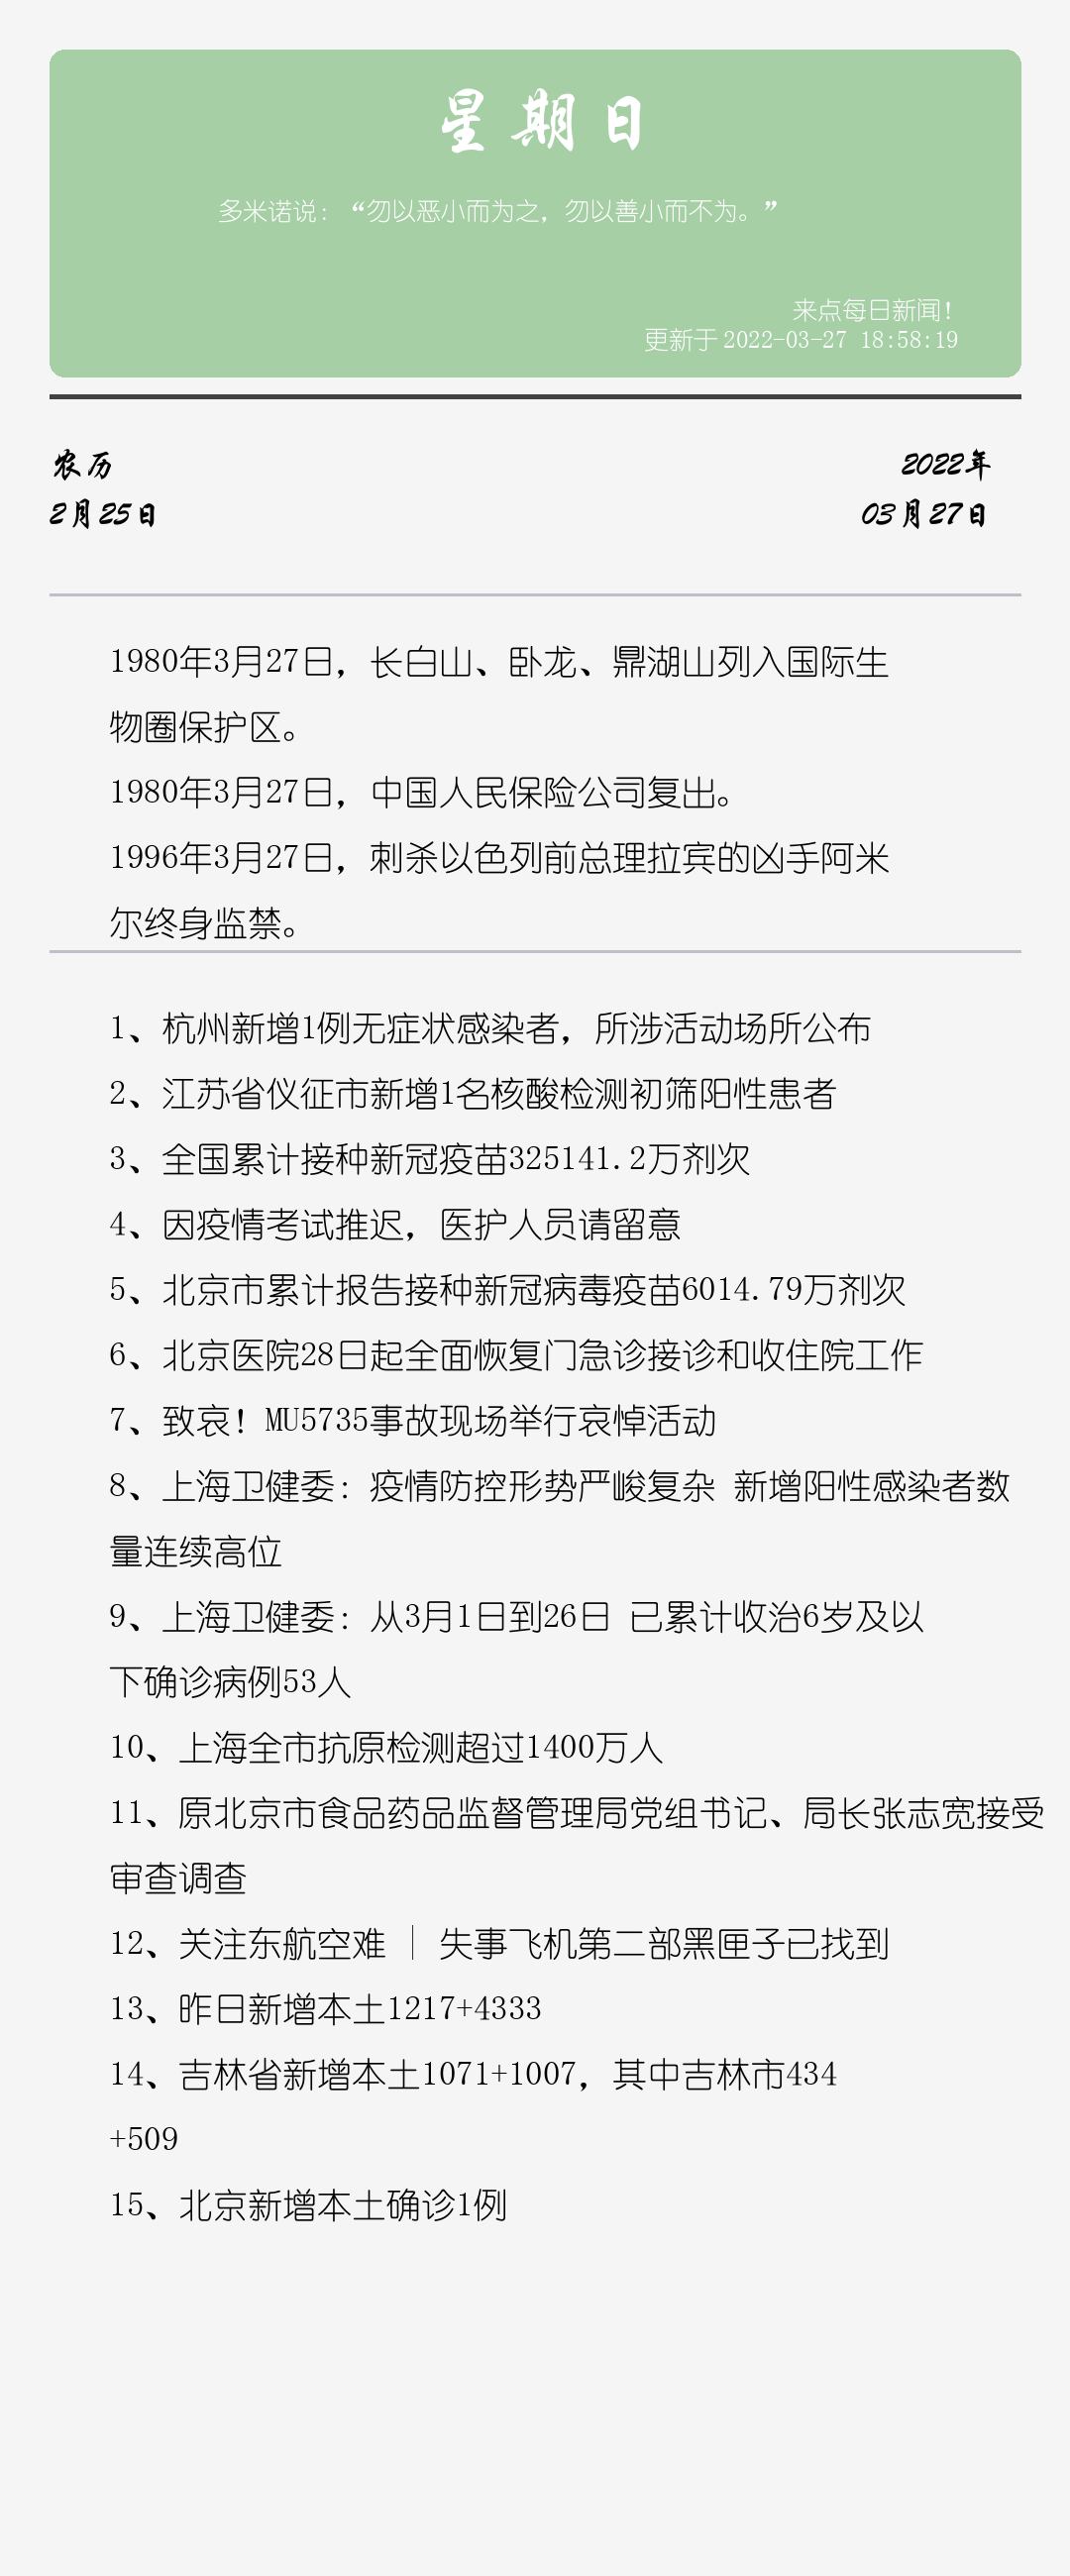 星期日
多米诺说：“勿以恶小而为之，勿以善小而不为。”
来点每日新闻！
更新于 2022-03-27 18:58:19
农历
2月25日
2022年
03月27日
1980年3月27日，长白山、卧龙、鼎湖山列入国际生
物圈保护区。
1980年3月27日，中国人民保险公司复出。
1996年3月27日，刺杀以色列前总理拉宾的凶手阿米
尔终身监禁。
1、杭州新增1例无症状感染者，所涉活动场所公布
2、江苏省仪征市新增1名核酸检测初筛阳性患者
3、全国累计接种新冠疫苗325141.2万剂次
4、因疫情考试推迟，医护人员请留意
5、北京市累计报告接种新冠病毒疫苗6014.79万剂次
6、北京医院28日起全面恢复门急诊接诊和收住院工作
7、致哀！MU5735事故现场举行哀悼活动
8、上海卫健委：疫情防控形势严峻复杂 新增阳性感染者数
量连续高位
9、上海卫健委：从3月1日到26日 已累计收治6岁及以
下确诊病例53人
10、上海全市抗原检测超过1400万人
11、原北京市食品药品监督管理局党组书记、局长张志宽接受
审查调查
12、关注东航空难｜失事飞机第二部黑匣子已找到
13、昨日新增本土1217+4333
14、吉林省新增本土1071+1007，其中吉林市434
+509
15、北京新增本土确诊1例